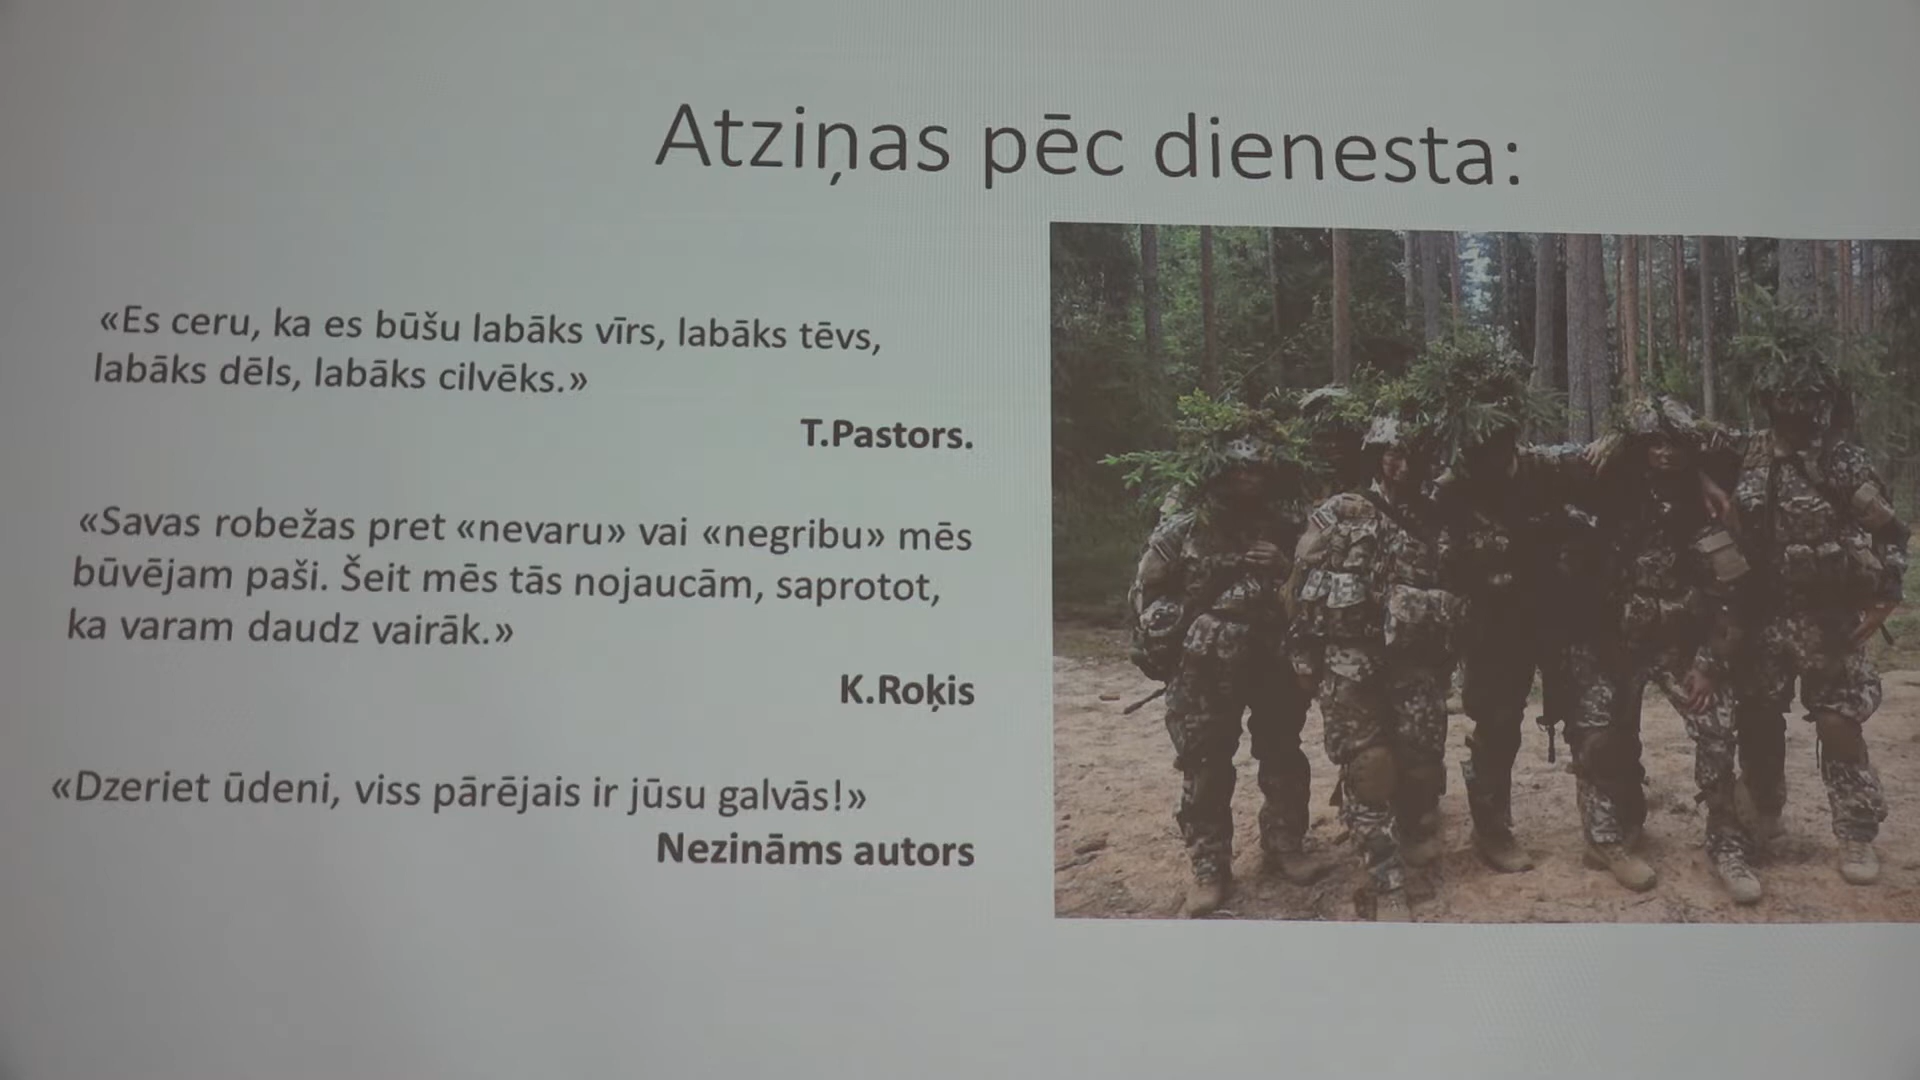 Atziņas pēc dienesta:
«Es ceru, ka es būšu labāks vīrs, labāks tēvs,
labāks dēls, labāks cilvēks.»
T.Pastors.
«Savas robežas pret «nevaru» vai «negribu» mēs
būvējam paši. Šeit mēs tās nojaucām, saprotot,
ka varam daudz vairāk.»
K.Roķis
«Dzeriet ūdeni, viss pārējais ir jūsu galvās!»
Nezināms autors